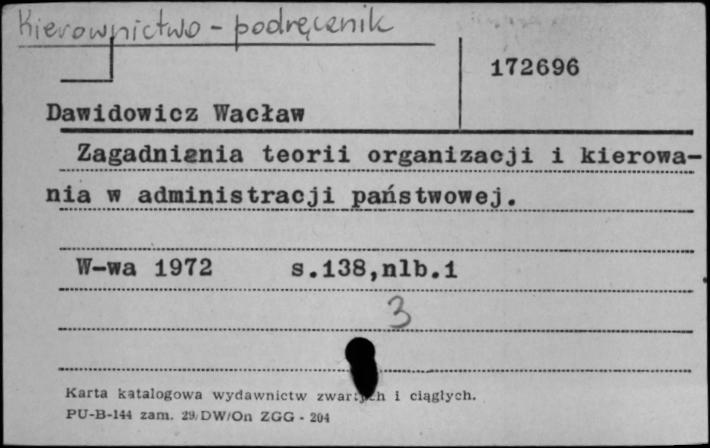 Kierownictwo - podręcznik
172696
Dawidowicz Wacław
Zagadnienia teorii organizacji i kierowa-
nia w administracji państwowej.
W-wa 1972 s.138,nlb.1
3
Karta katalogowa wydawnictw zwartych i ciągłych.
PU-B-144 zam. 29/DW/On ZGG - 204